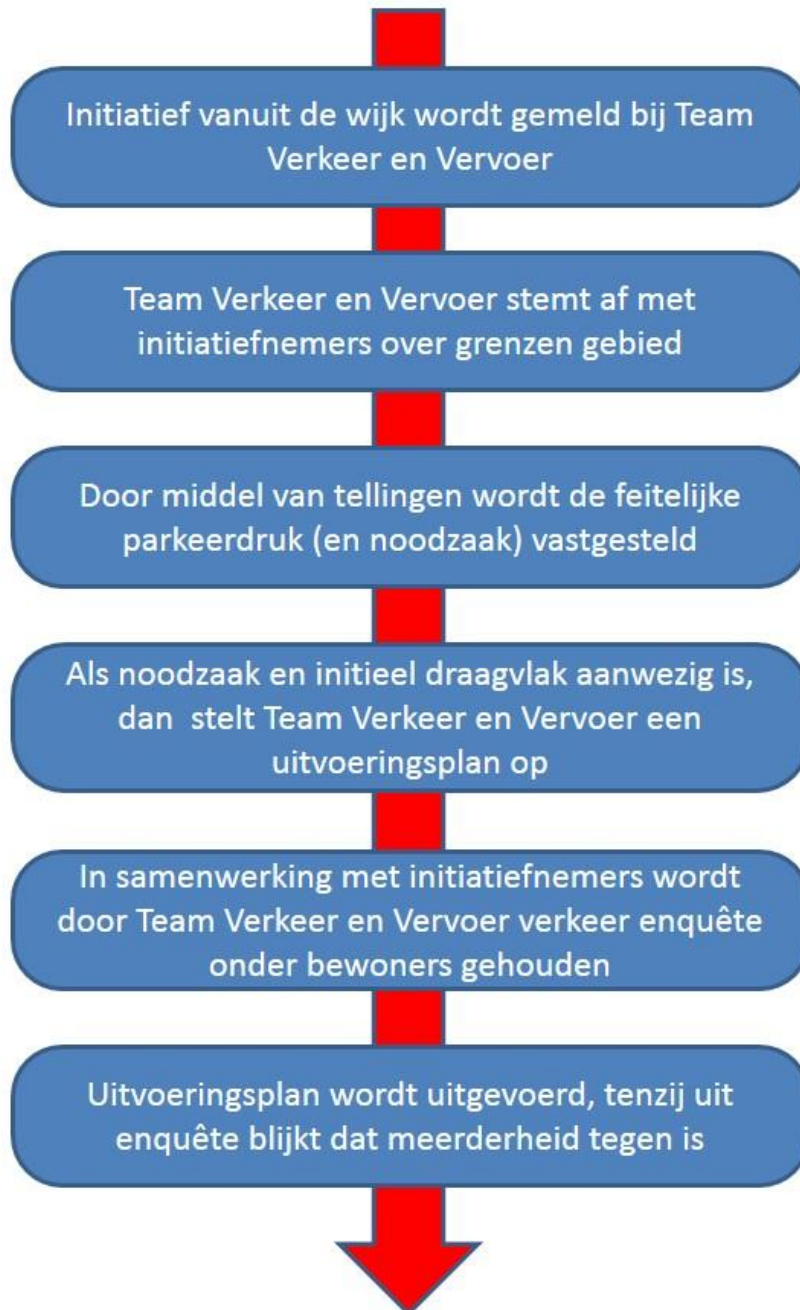 Initiatief vanuit de wijk wordt gemeld bij Team
Verkeer en Vervoer
Team Verkeer en Vervoer stemt af met
initiatiefnemers over grenzen gebied
Door middel van tellingen wordt de feitelijke
parkeerdruk (en noodzaak) vastgesteld
Als noodzaak en initieel draagvlak aanwezig is,
dan stelt Team Verkeer en Vervoer een
uitvoeringsplan op
In samenwerking met initiatiefnemers wordt
door Team Verkeer en Vervoer verkeer enquête
onder bewoners gehouden
Uitvoeringsplan wordt uitgevoerd, tenzij uit
enquête blijkt dat meerderheid tegen is